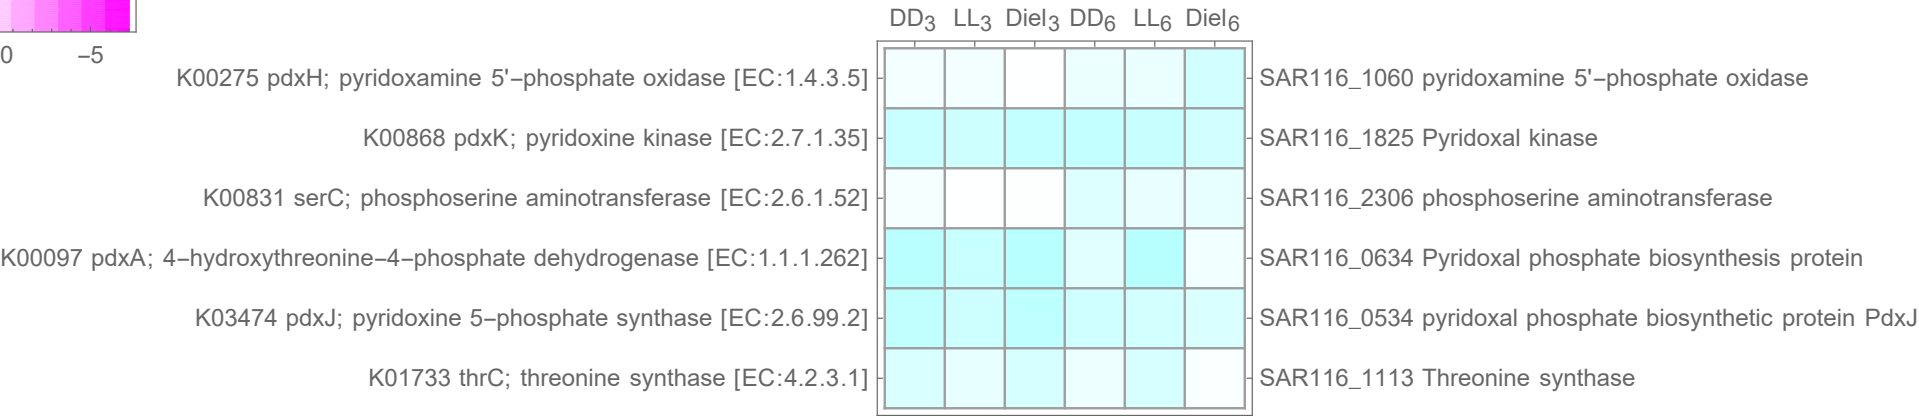 DD3 LL3 Diel3 DD6 LL6 Diel6
0 −5
K00275 pdxH; pyridoxamine 5'−phosphate oxidase [EC:1.4.3.5] SAR116_1060 pyridoxamine 5'−phosphate oxidase
K00868 pdxK; pyridoxine kinase [EC:2.7.1.35] SAR116_1825 Pyridoxal kinase
K00831 serC; phosphoserine aminotransferase [EC:2.6.1.52] SAR116_2306 phosphoserine aminotransferase
K00097 pdxA; 4−hydroxythreonine−4−phosphate dehydrogenase [EC:1.1.1.262] SAR116_0634 Pyridoxal phosphate biosynthesis protein
K03474 pdxJ; pyridoxine 5−phosphate synthase [EC:2.6.99.2] SAR116_0534 pyridoxal phosphate biosynthetic protein PdxJ
K01733 thrC; threonine synthase [EC:4.2.3.1] SAR116_1113 Threonine synthase